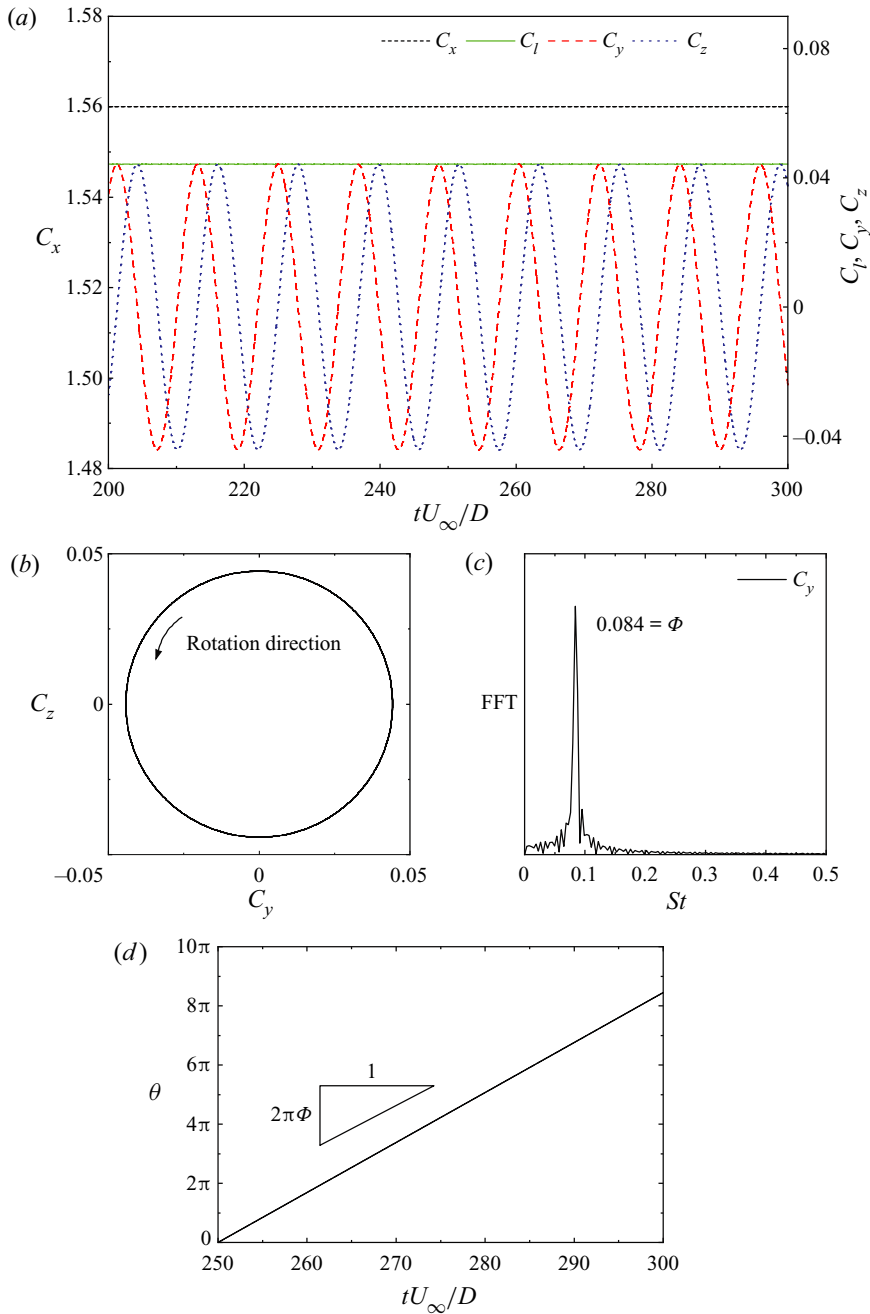 (a)
1.58
1.56
1.54
1.52
1.50
1.48
C_x
C_x C_l C_y C_z
0.08
0.04
0
–0.04
C_l, C_y, C_z
200 220 240 260 280 300
tU_∞/D
(b)
0.05
0
–0.05
C_z
Rotation direction
0 0.05
C_y
(c)
C_y
0.084 = Φ
FFT
0 0.1 0.2 0.3 0.4 0.5
St
(d)
10π
8π
6π
4π
2π
0
θ
1
2πΦ
250 260 270 280 290 300
tU_∞/D